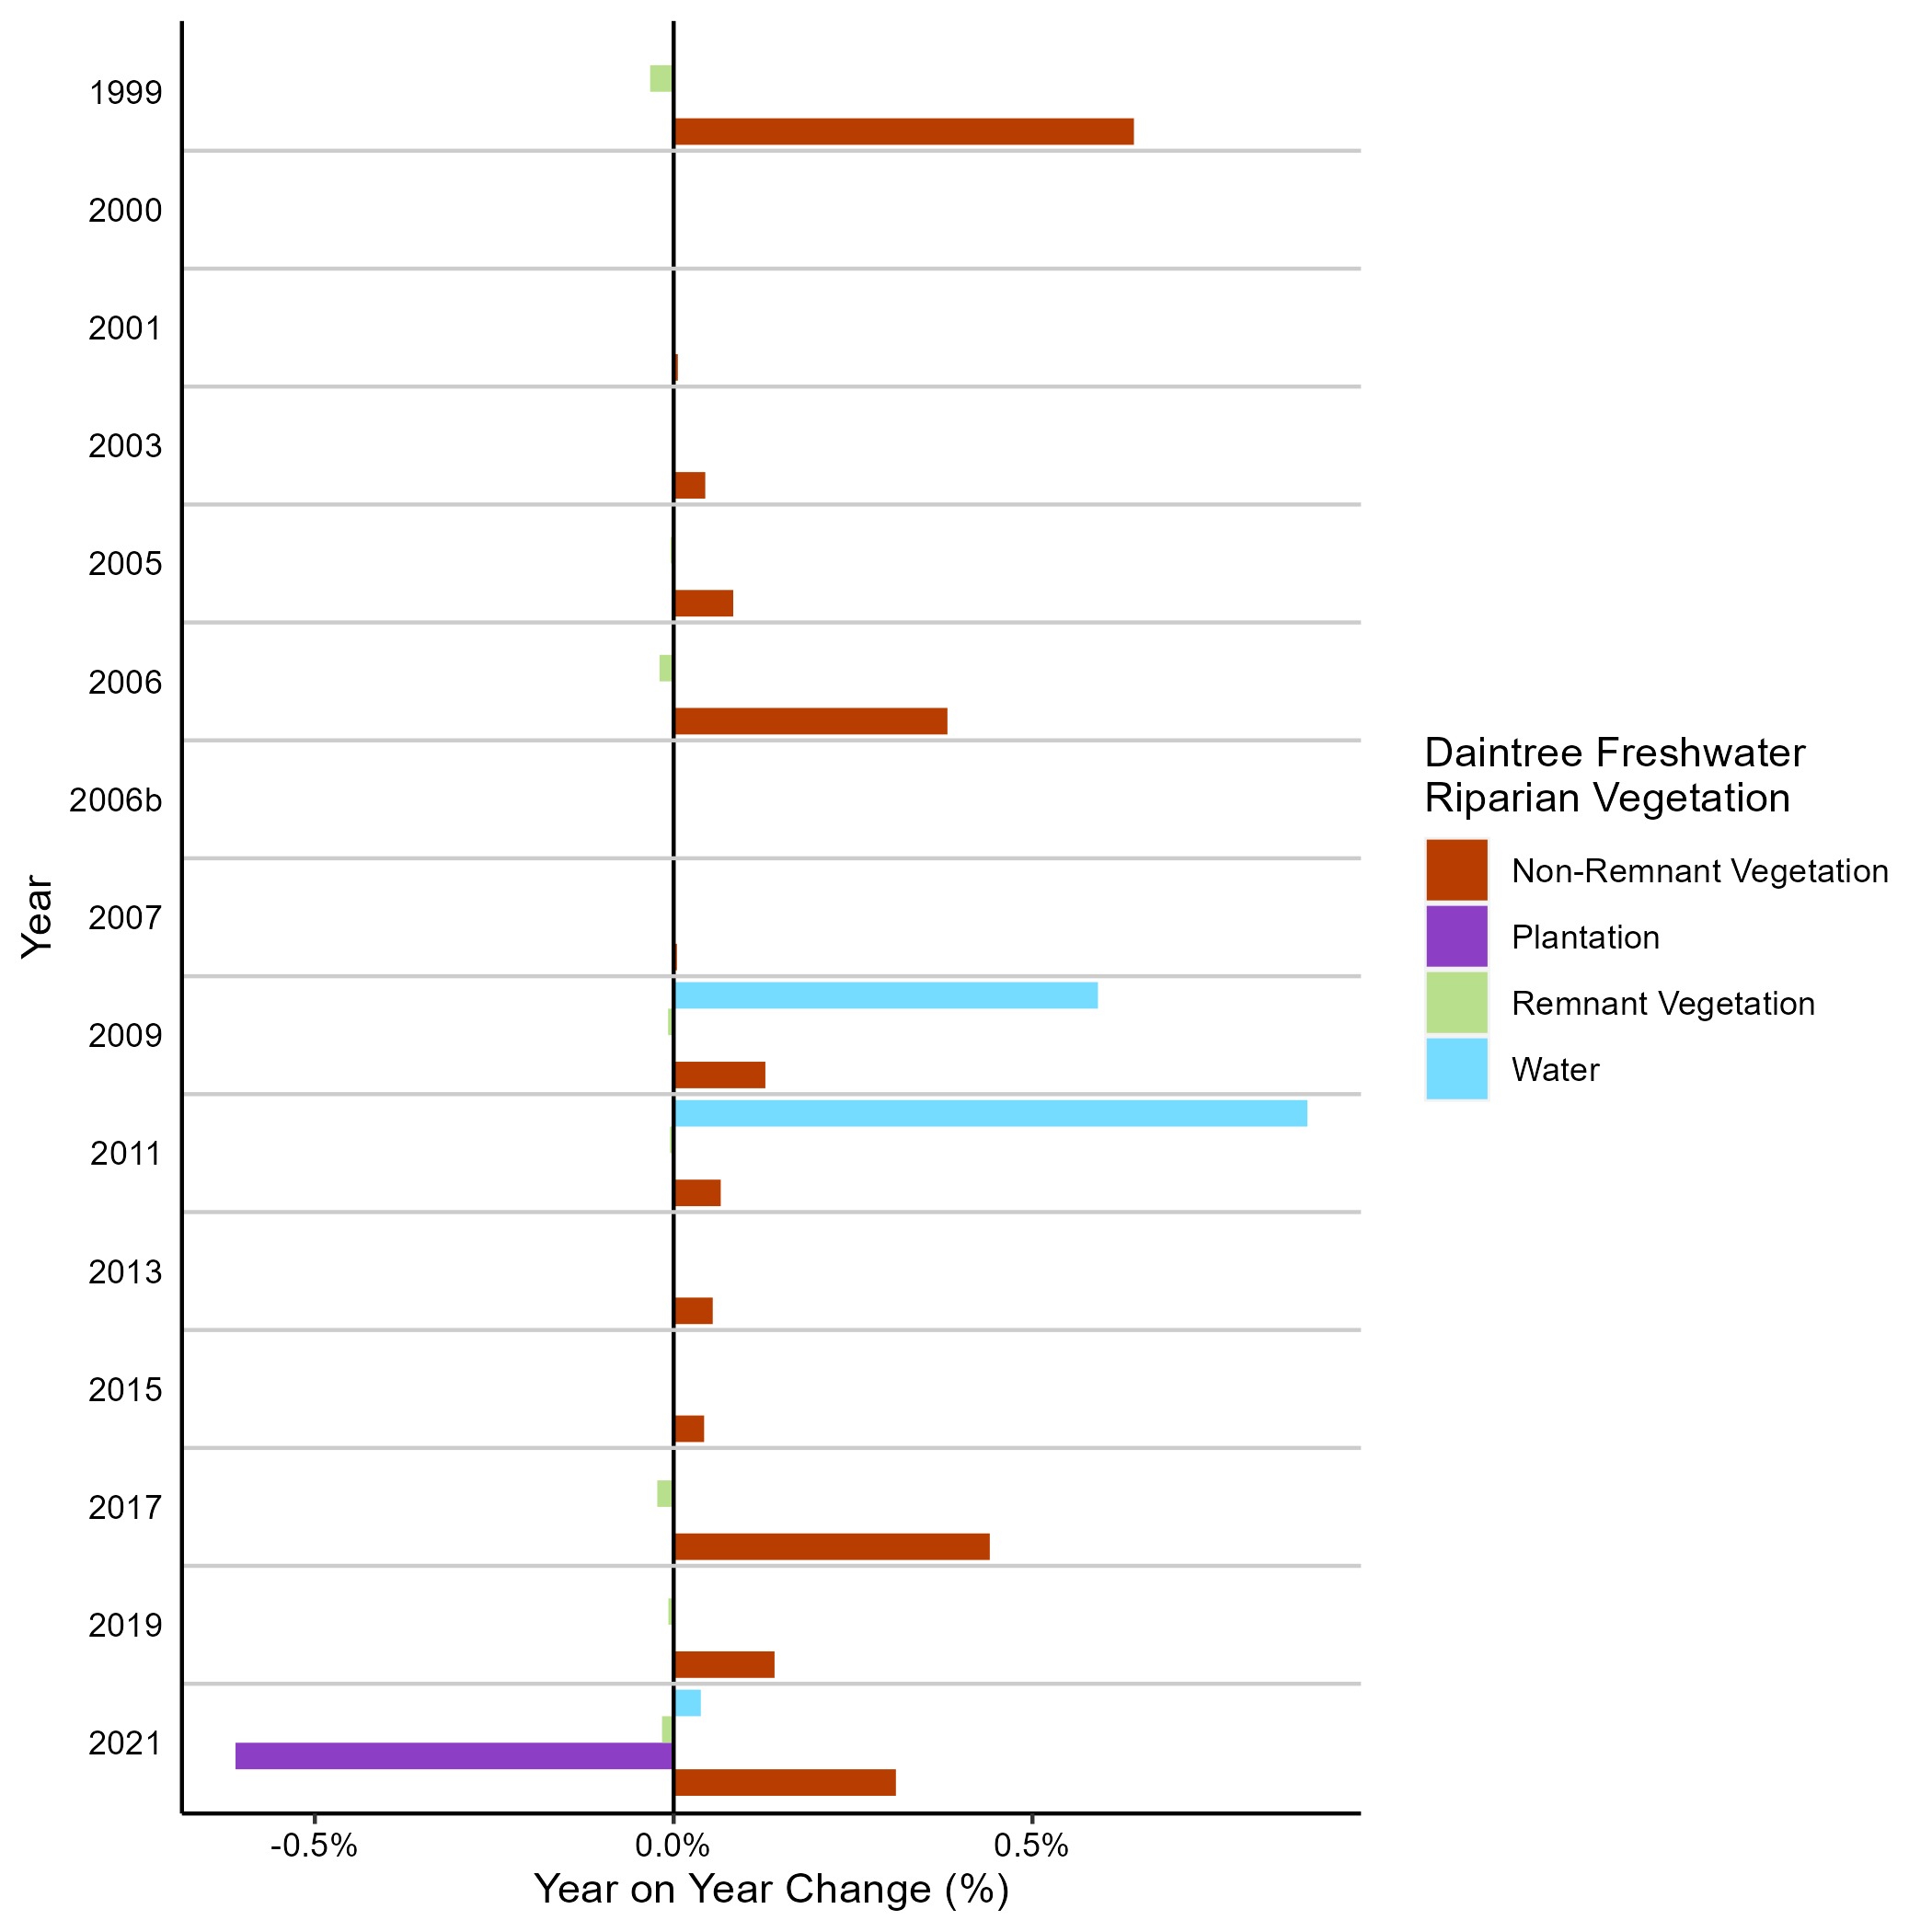 1999
2000
2001
2003
2005
2006
2006b
2007
2009
2011
2013
2015
2017
2019
2021
Year
-0.5%
0.0%
0.5%
Year on Year Change (%)
Daintree Freshwater
Riparian Vegetation
Non-Remnant Vegetation
Plantation
Remnant Vegetation
Water